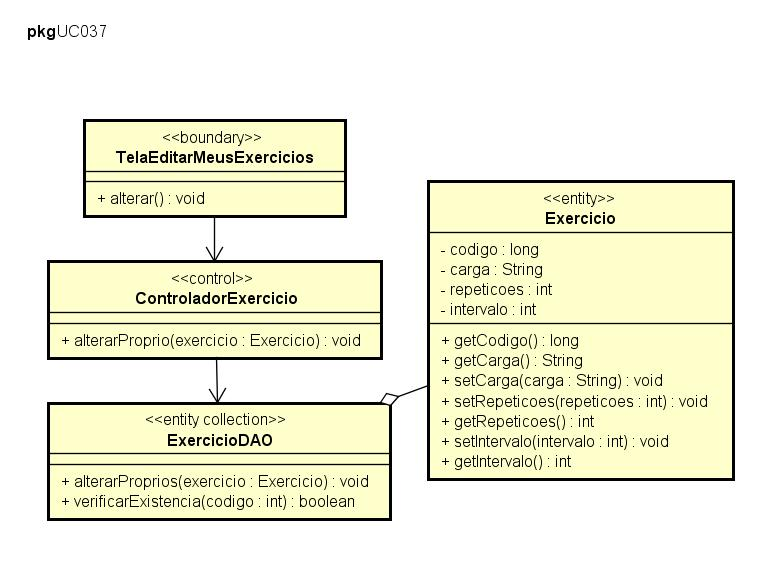 pkgUC037
<<boundary>>
TelaEditarMeusExercicios
+ alterar() : void
<<control>>
ControladorExercicio
+ alterarProprio(exercicio : Exercicio) : void
<<entity collection>>
ExercicioDAO
+ alterarProprios(exercicio : Exercicio) : void
+ verificarExistencia(codigo : int) : boolean
<<entity>>
Exercicio
- codigo : long
- carga : String
- repeticoes : int
- intervalo : int
+ getCodigo() : long
+ getCarga() : String
+ setCarga(carga : String) : void
+ setRepeticoes(repeticoes : int) : void
+ getRepeticoes() : int
+ setIntervalo(intervalo : int) : void
+ getIntervalo() : int